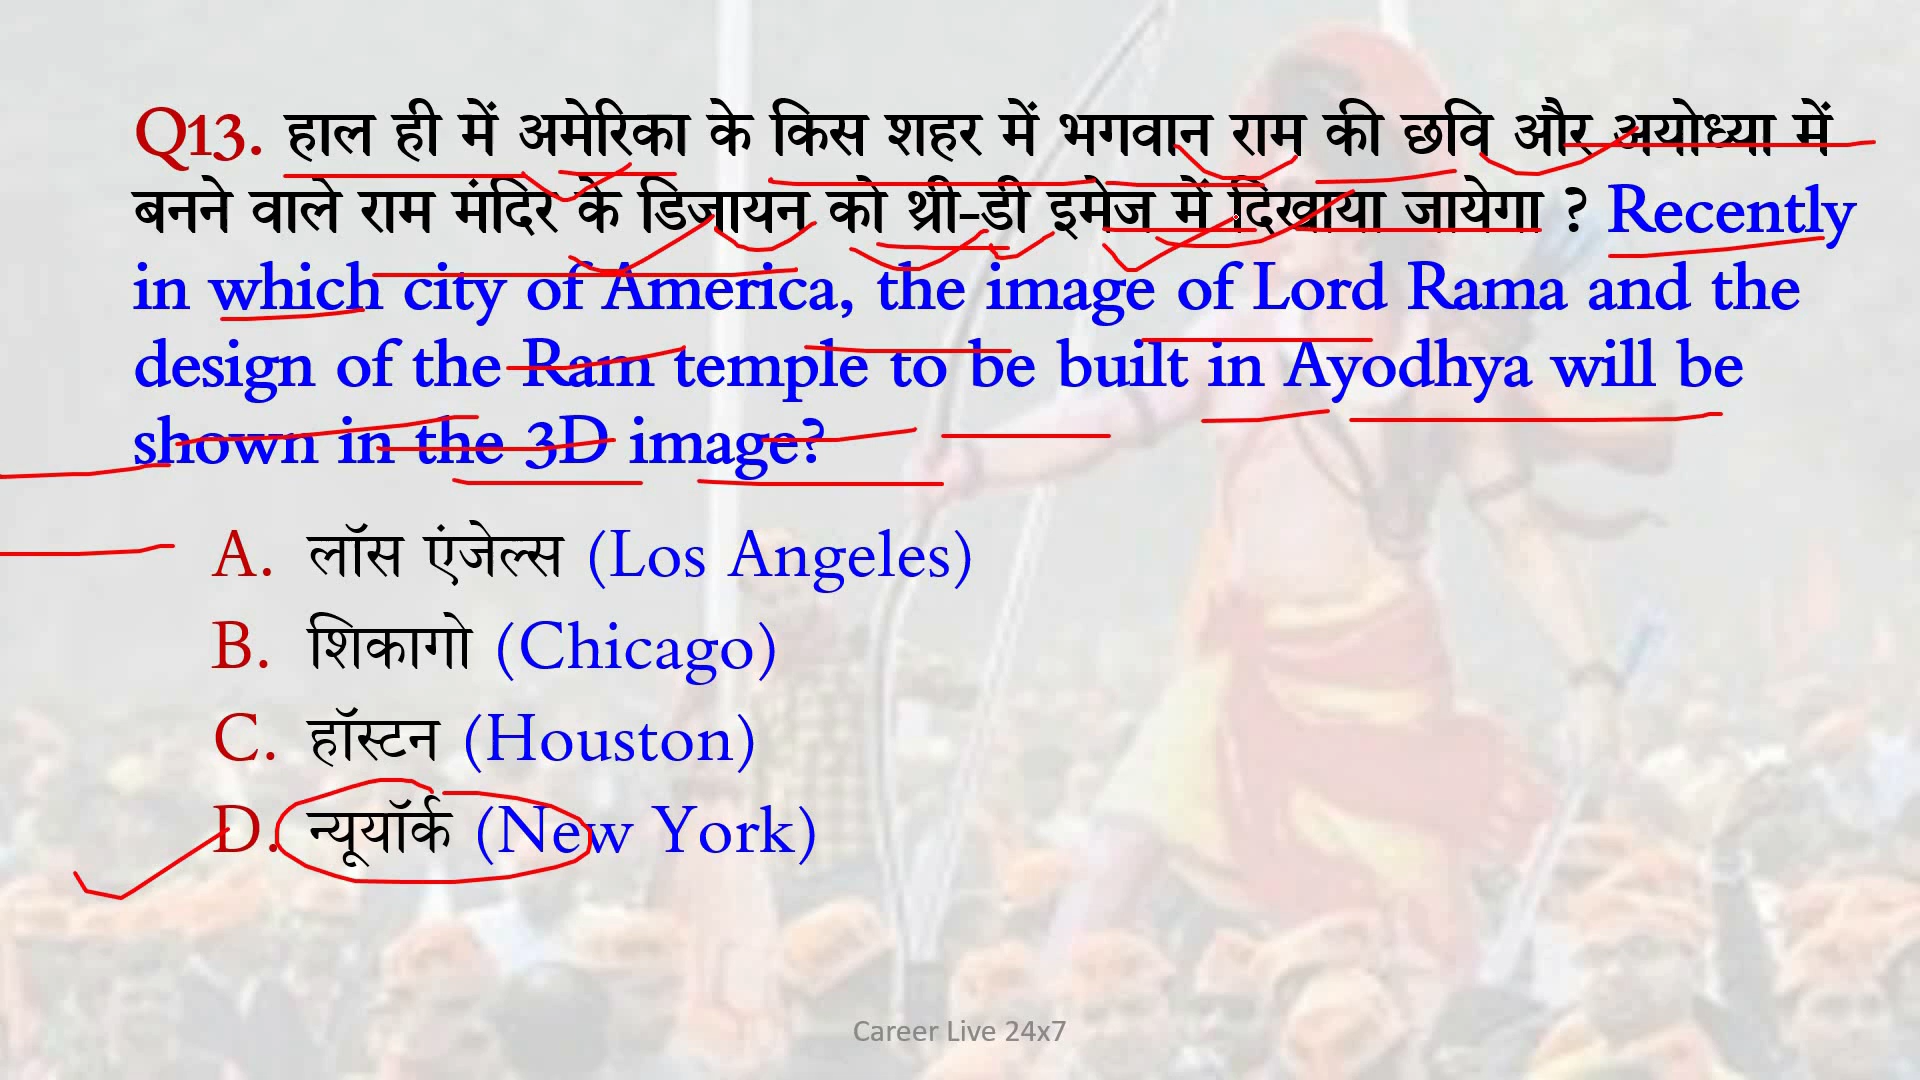 Q13. हाल ही में अमेरिका के किस शहर में भगवान राम की छवि और अयोध्या में
बनने वाले राम मंदिर के डिजायन को थ्री-डी इमेज में दिखाया जायेगा ? Recently
in which city of America, the image of Lord Rama and the
design of the Ram temple to be built in Ayodhya will be
shown in the 3D image?
A. लॉस एंजेल्स (Los Angeles)
B. शिकागो (Chicago)
C. हॉस्टन (Houston)
D. न्यूयॉर्क (New York)
Career Live 24x7